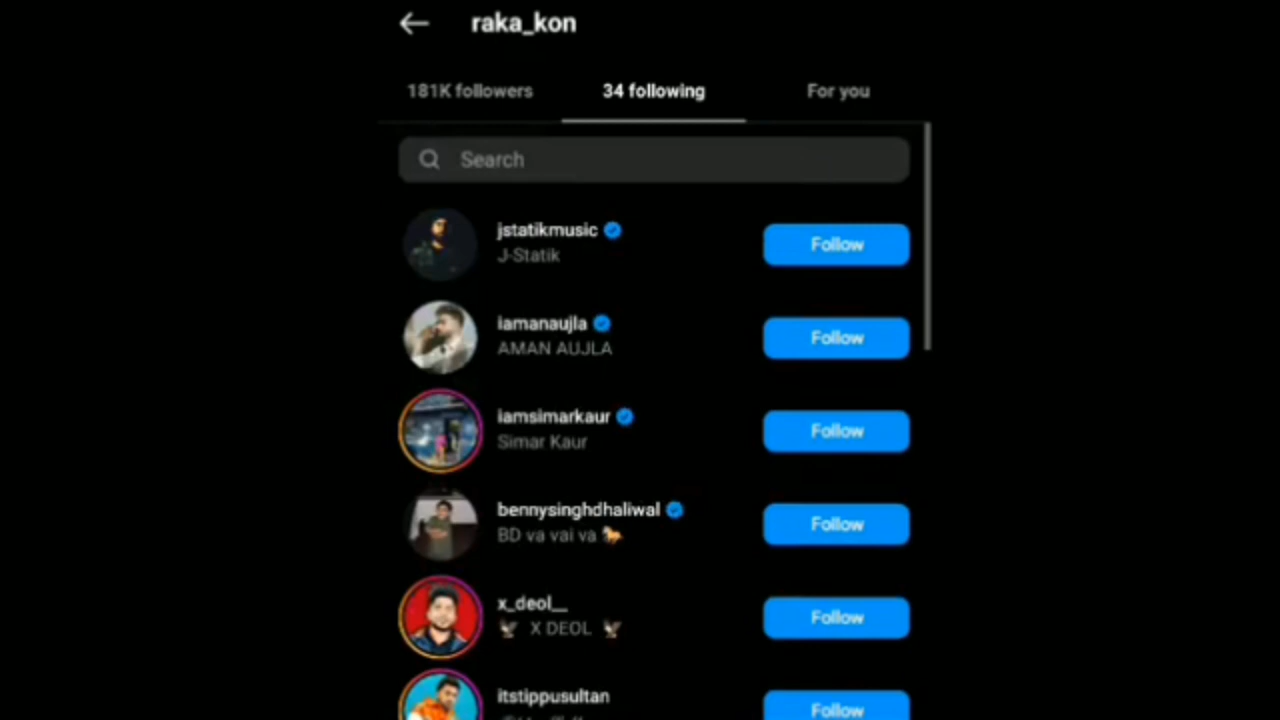 raka_kon
181K followers
34 following
For you
Search
jstatikmusic
J-Statik
Follow
iamanaujla
AMAN AUJLA
Follow
iamsimarkaur
Simar Kaur
Follow
bennysinghdhaliwal
BD va vai va 🐎
Follow
x_deol__
🦅 X DEOL 🦅
Follow
itstippusultan
Follow